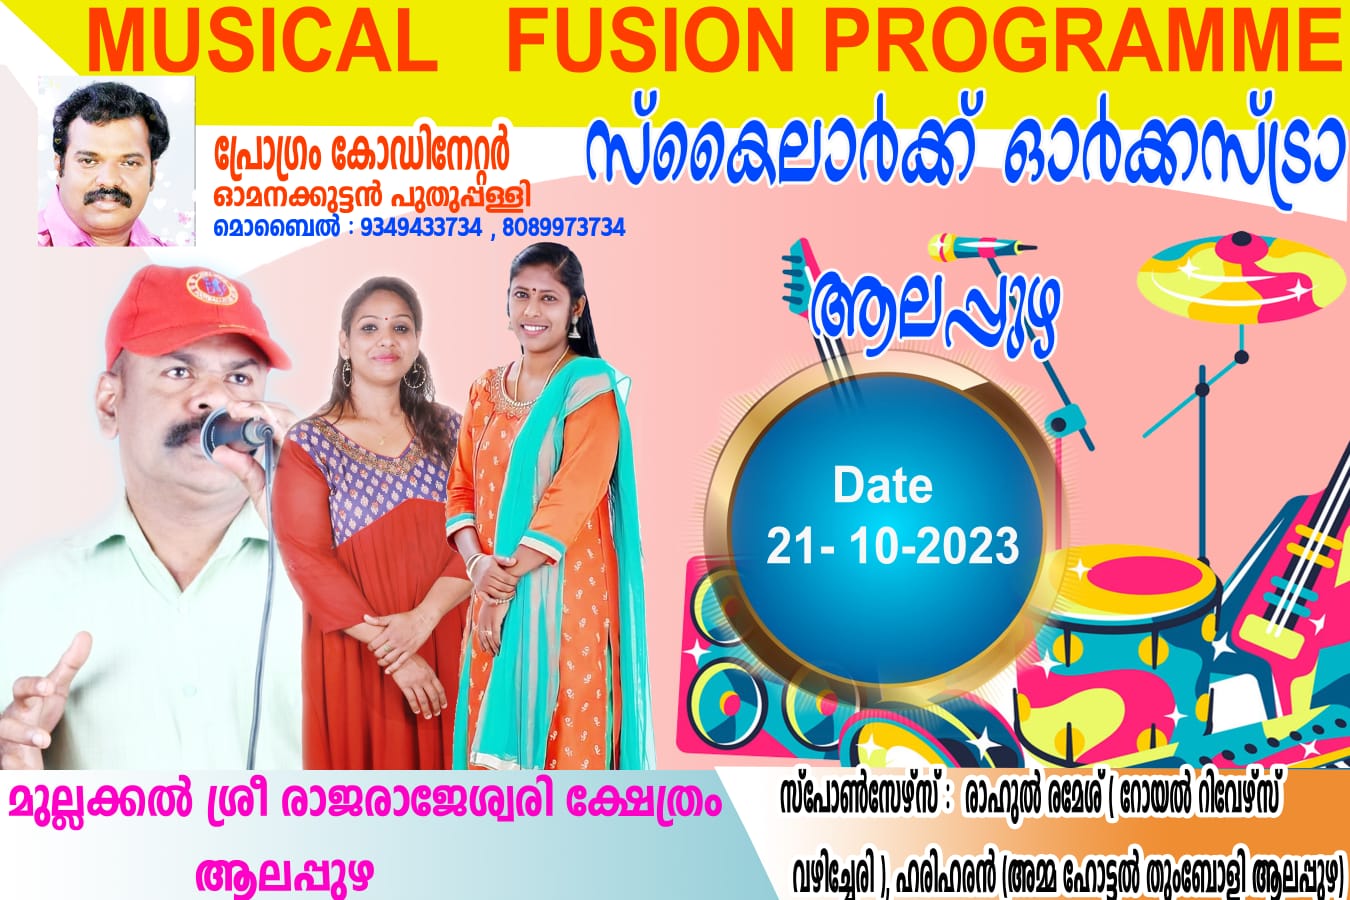 MUSICAL FUSION PROGRAMME
സ്കൈലാർക്ക് ഓർക്കസ്ട്രാ
ആലപ്പുഴ
പ്രോഗ്രം കോഡിനേറ്റർ
ഓമനക്കുട്ടൻ പുതുപ്പള്ളി
മൊബൈൽ : 9349433734 , 8089973734
Date
21- 10-2023
മുല്ലക്കൽ ശ്രീ രാജരാജേശ്വരി ക്ഷേത്രം
ആലപ്പുഴ
സ്പോൺസേഴ്സ് : രാഹുൽ രമേശ് ( റോയൽ റിവേഴ്സ്
വഴിച്ചേരി ), ഹരിഹരൻ (അമ്മ ഹോട്ടൽ തുംബോളി ആലപ്പുഴ)